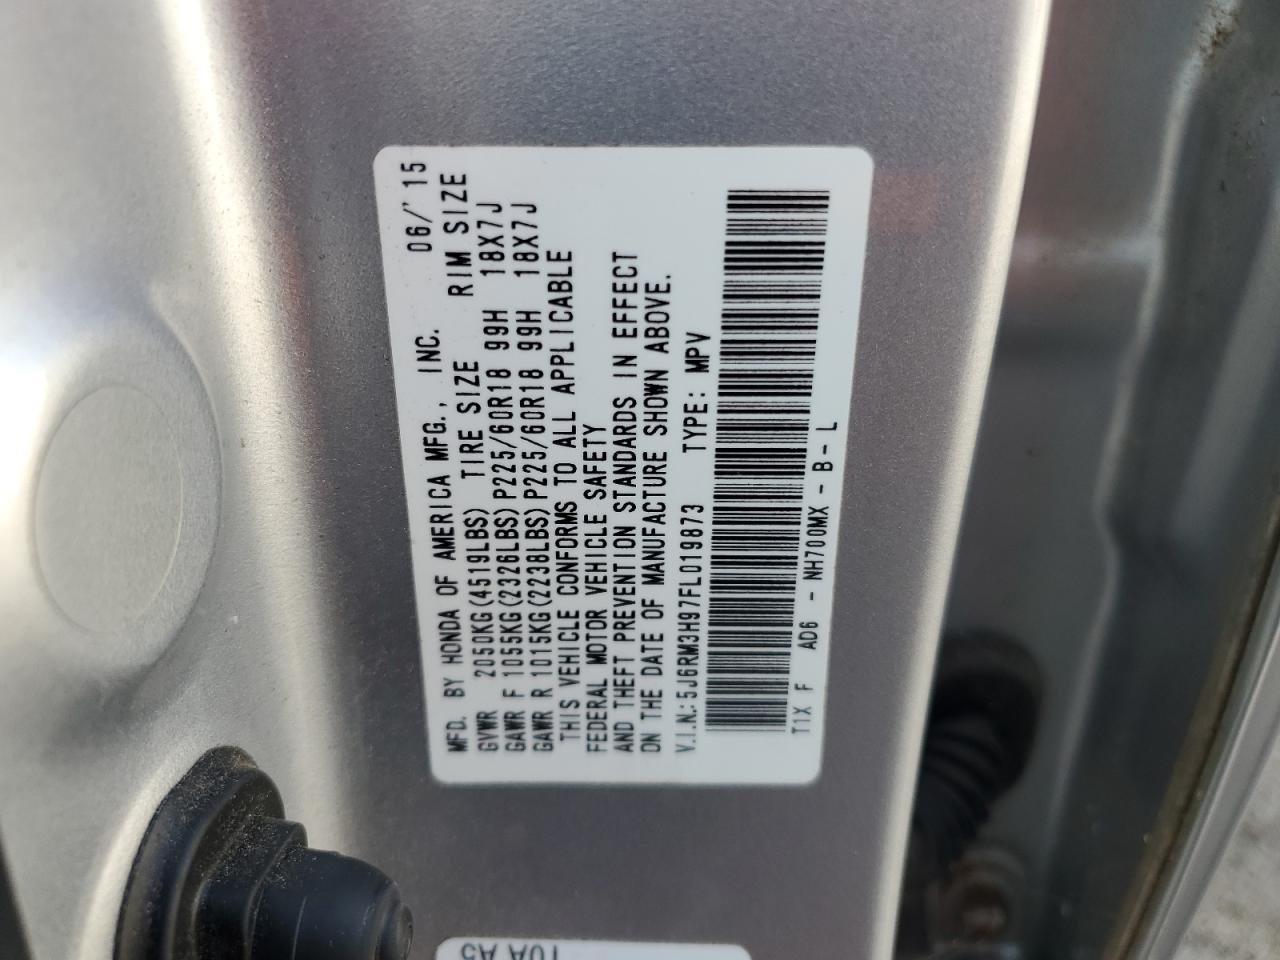 MFD. BY HONDA OF AMERICA MFG., INC. 06/'15
GVWR 2050KG(4519LBS) TIRE SIZE RIM SIZE
GAWR F 1055KG(2326LBS)P225/60R18 99H 18X7J
GAWR R 1015KG(2238LBS)P225/60R18 99H 18X7J
THIS VEHICLE CONFORMS TO ALL APPLICABLE
FEDERAL MOTOR VEHICLE SAFETY
AND THEFT PREVENTION STANDARDS IN EFFECT
ON THE DATE OF MANUFACTURE SHOWN ABOVE.
V.I.N.: 5J6RM3H97FL019873 TYPE: MPV
T1X F AD6 - NH700MX - B - L
T0A A5